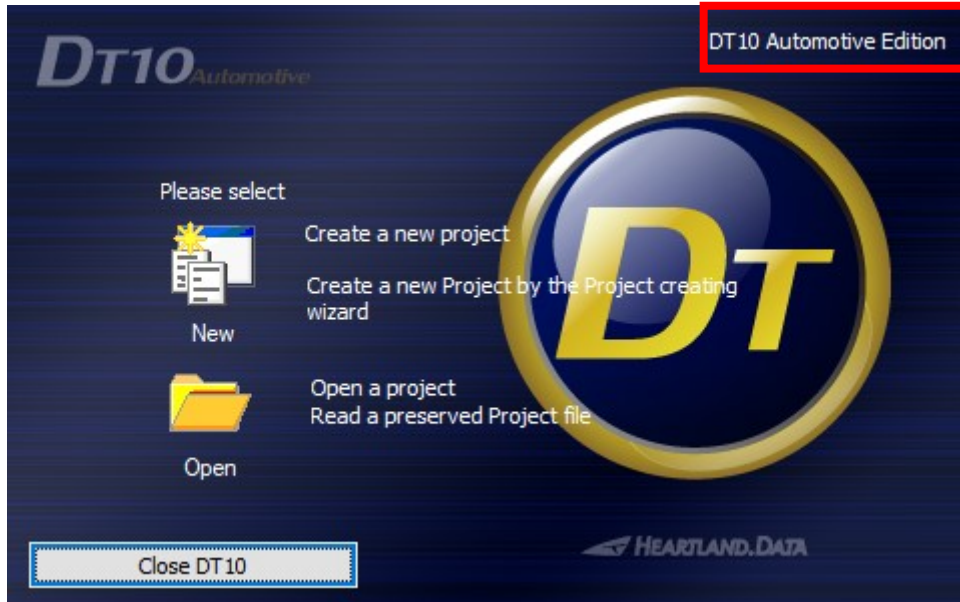 DT10 Automotive
DT10 Automotive Edition
Please select
Create a new project
Create a new Project by the Project creating
wizard
New
DT
Open a project
Read a preserved Project file
Open
HEARTLAND.DATA
Close DT10